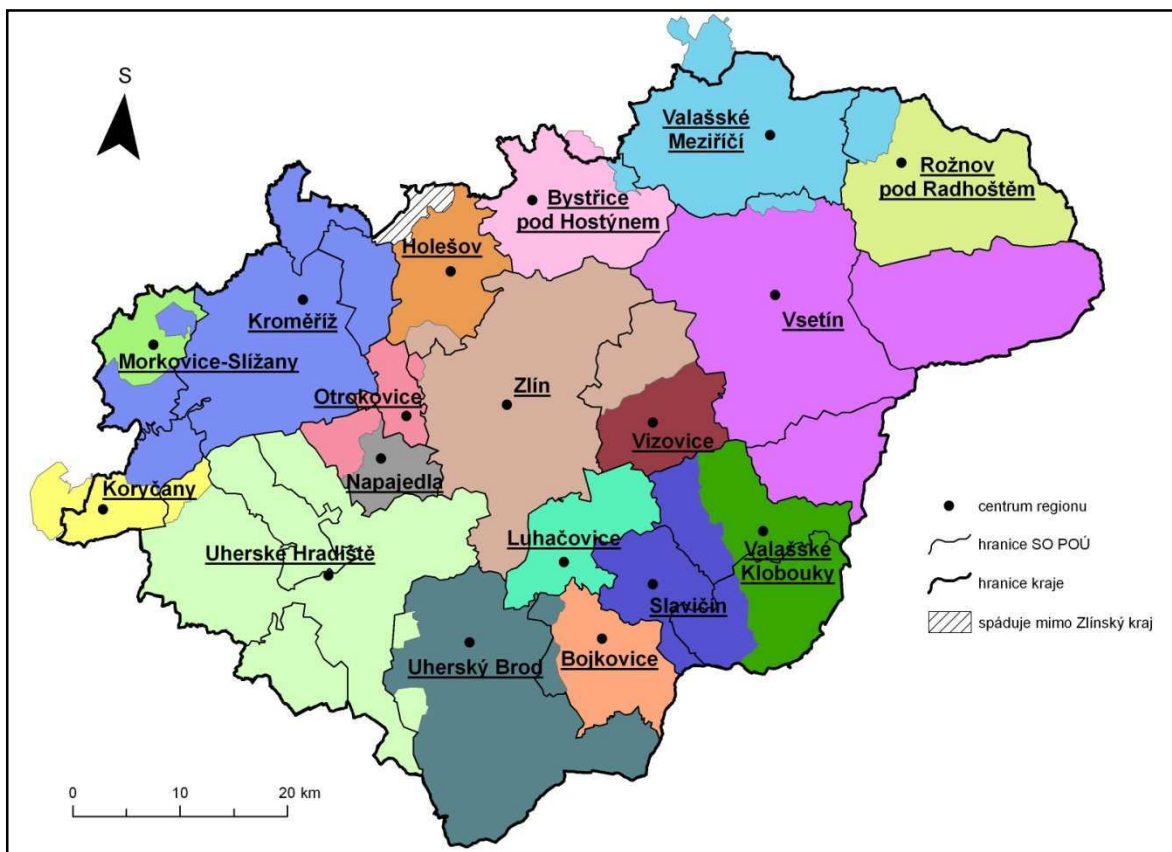 S
Valašské
Meziříčí
Rožnov
pod Radhoštěm
Bystřice
pod Hostýnem
Holešov
Kroměříž
Vsetín
Morkovice-Slížany
Otrokovice
Zlín
Vizovice
Napajedla
Koryčany
Luhačovice
Uherské Hradiště
Valašské
Klobouky
Slavičín
Uherský Brod
Bojkovice
centrum regionu
hranice SO POÚ
hranice kraje
spáduje mimo Zlínský kraj
0 10 20 km